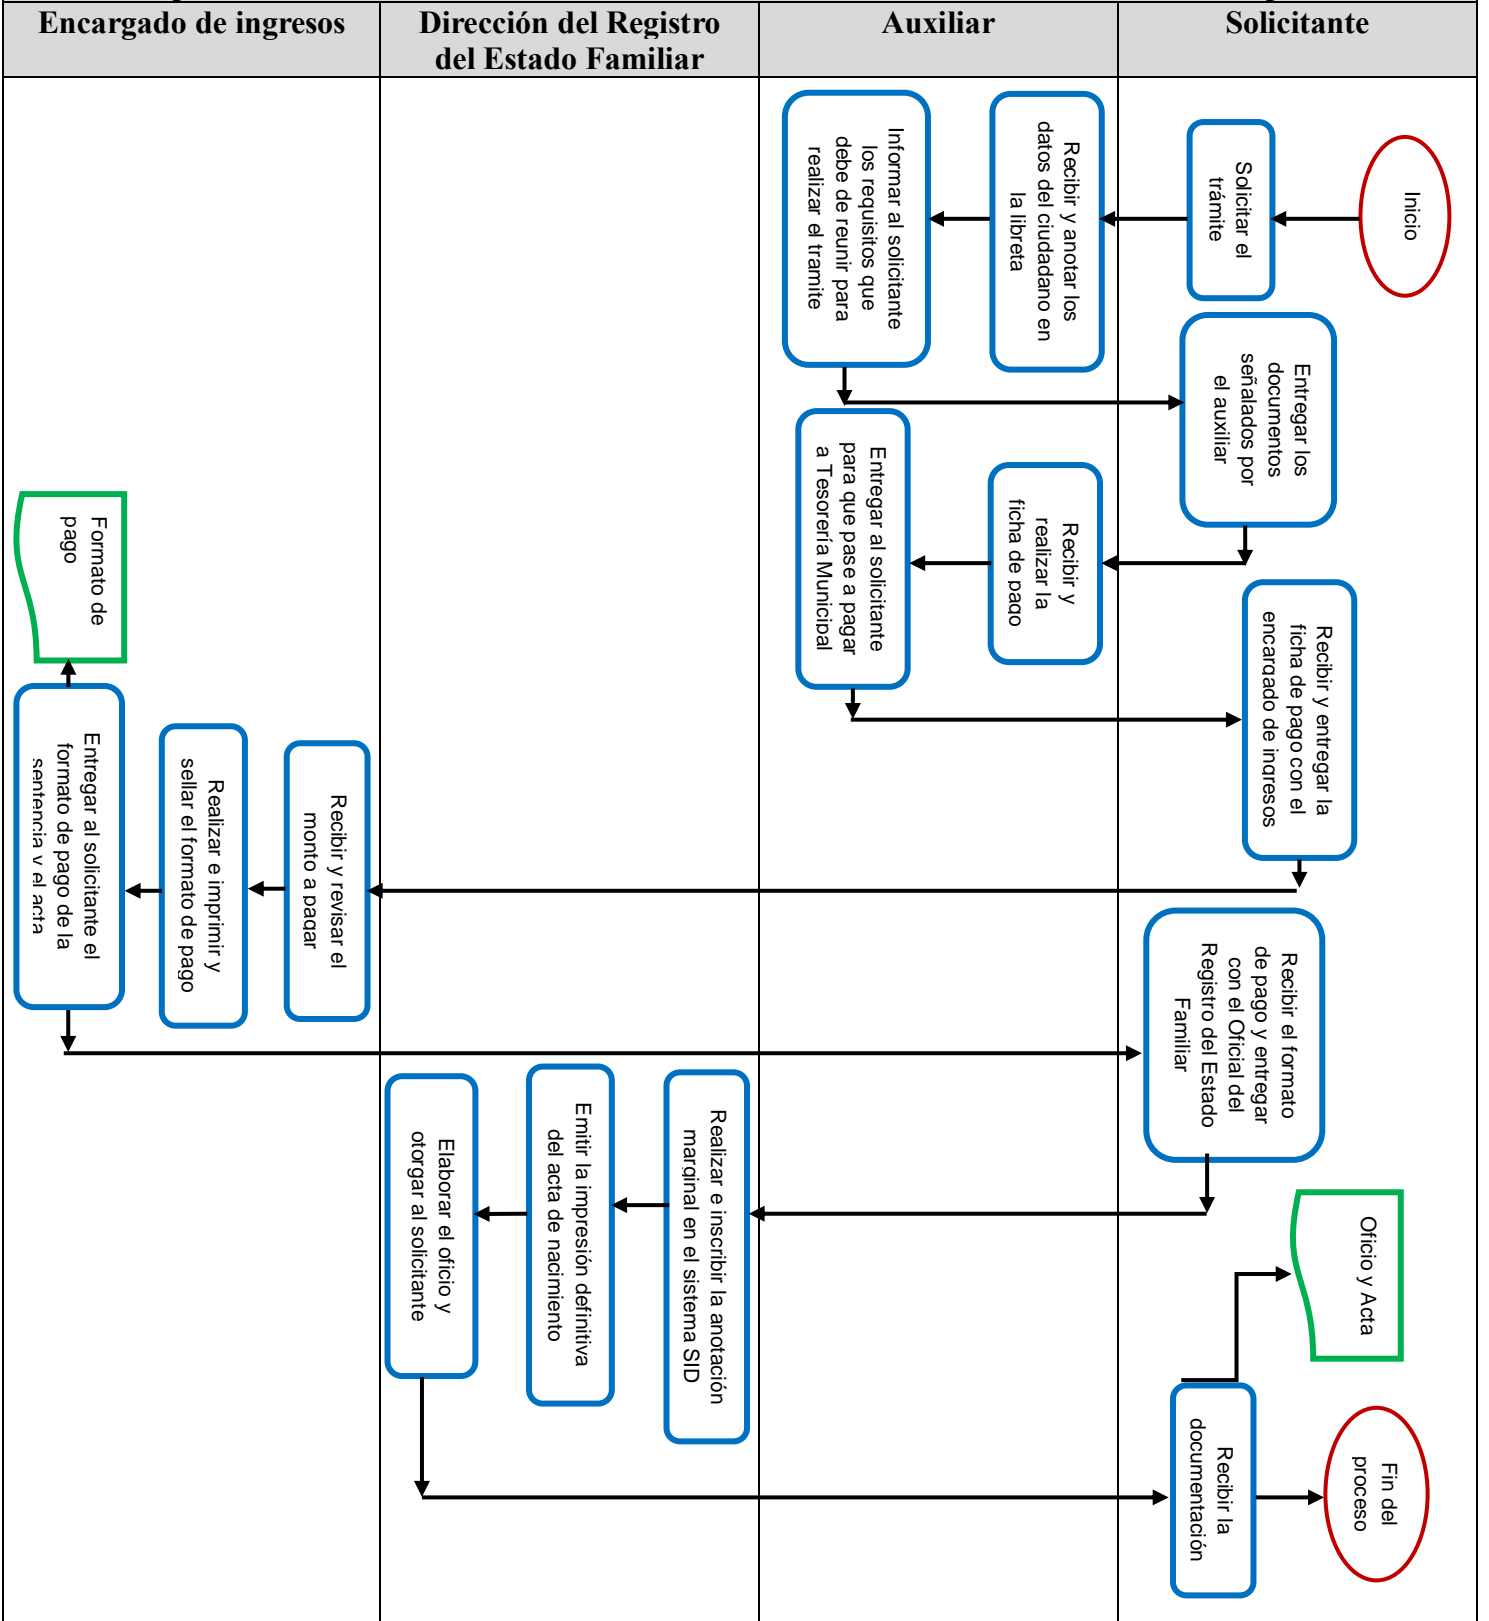 Encargado de ingresos
Dirección del Registro
del Estado Familiar
Auxiliar
Solicitante
Inicio
Solicitar el
trámite
Recibir y anotar los
datos del ciudadano en
la libreta
Informar al solicitante
los requisitos que
debe de reunir para
realizar el tramite
Entregar los
documentos
señalados por
el auxiliar
Recibir y
realizar la
ficha de pago
Entregar al solicitante
para que pase a pagar
a Tesorería Municipal
Recibir y entregar la
ficha de pago con el
encargado de ingresos
Recibir y revisar el
monto a pagar
Realizar e imprimir y
sellar el formato de pago
Entregar al solicitante el
formato de pago de la
sentencia y el acta
Formato de
pago
Recibir el formato
de pago y entregar
con el Oficial del
Registro del Estado
Familiar
Realizar e inscribir la anotación
marginal en el sistema SID
Emitir la impresión definitiva
del acta de nacimiento
Elaborar el oficio y
otorgar al solicitante
Recibir la
documentación
Oficio y Acta
Fin del
proceso